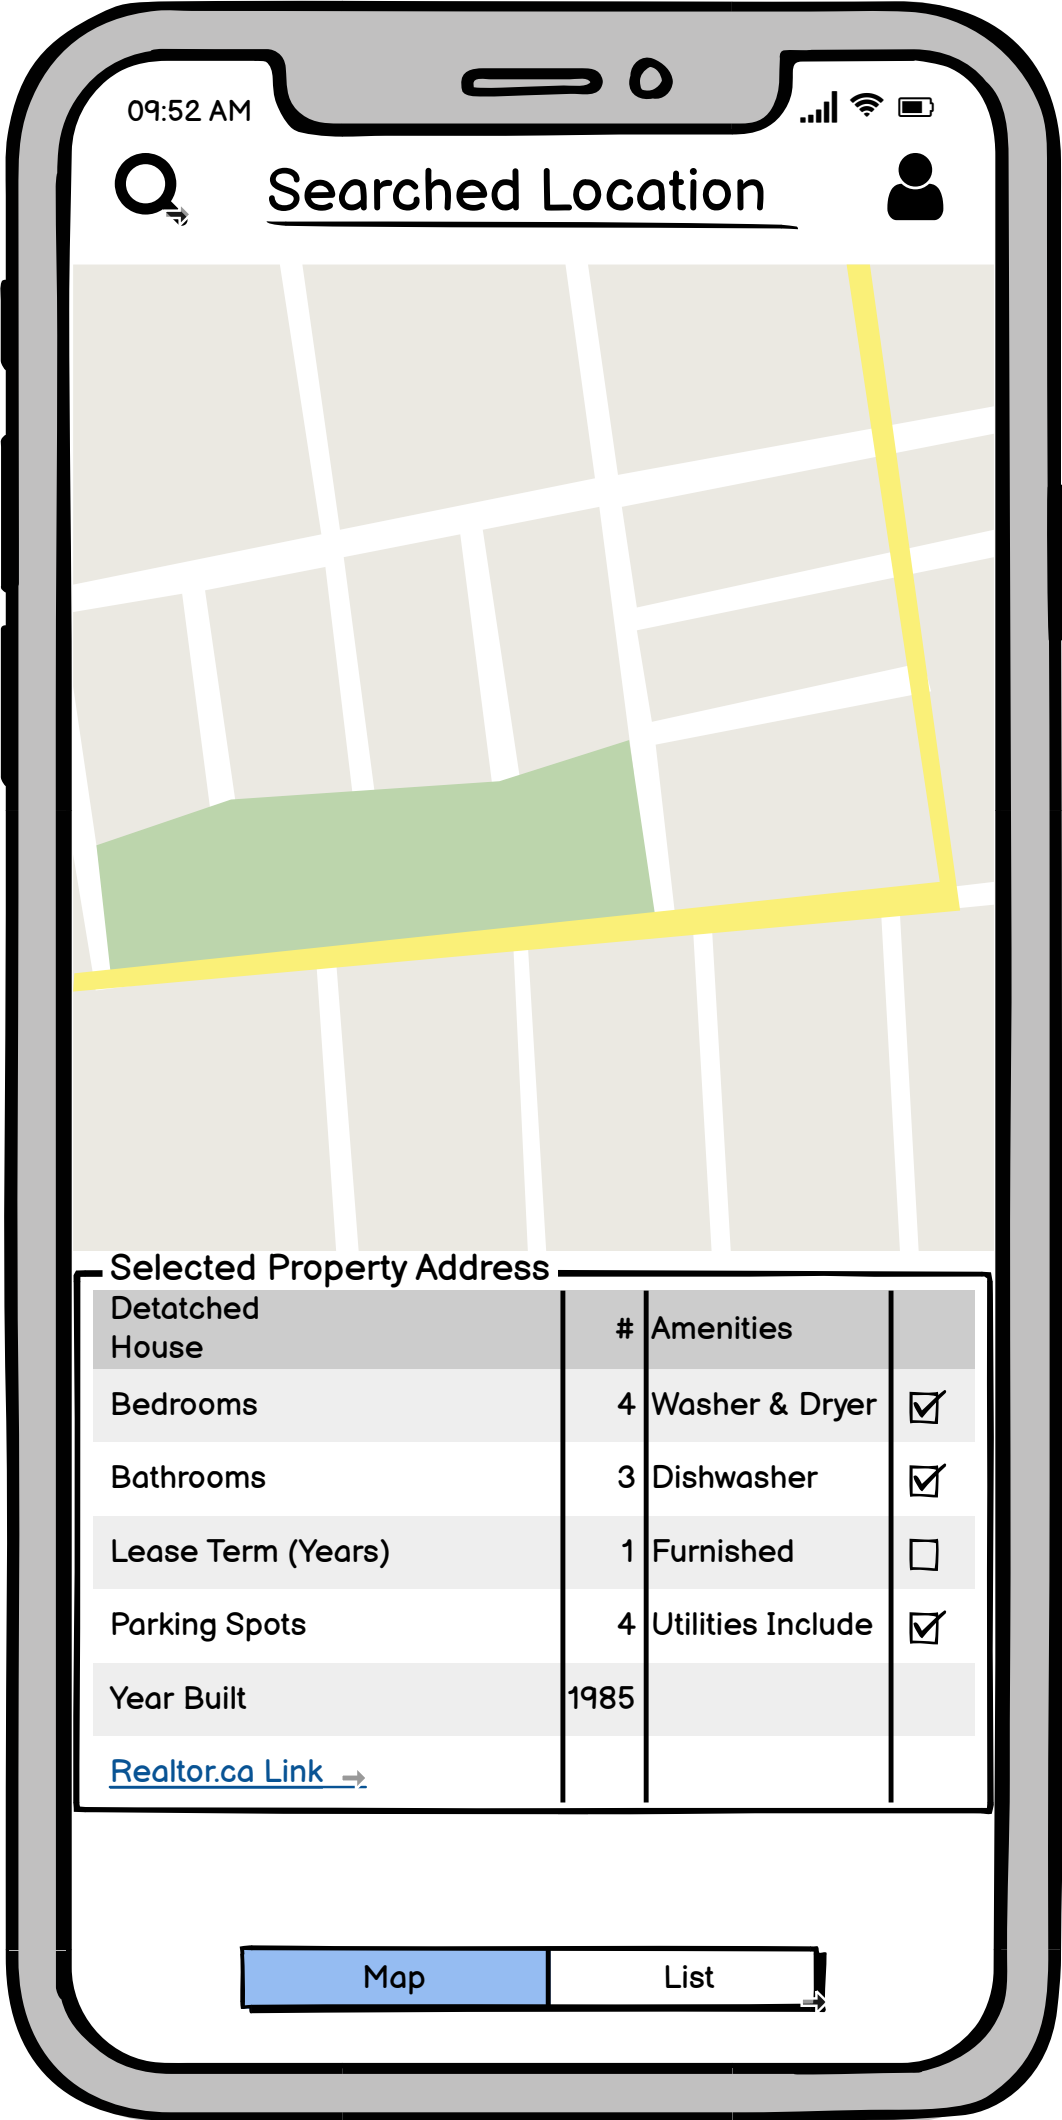 09:52 AM
Searched Location
Selected Property Address
Detatched
House
# Amenities
Bedrooms 4 Washer & Dryer
Bathrooms 3 Dishwasher
Lease Term (Years) 1 Furnished
Parking Spots 4 Utilities Include
Year Built 1985
Realtor.ca Link
Map List